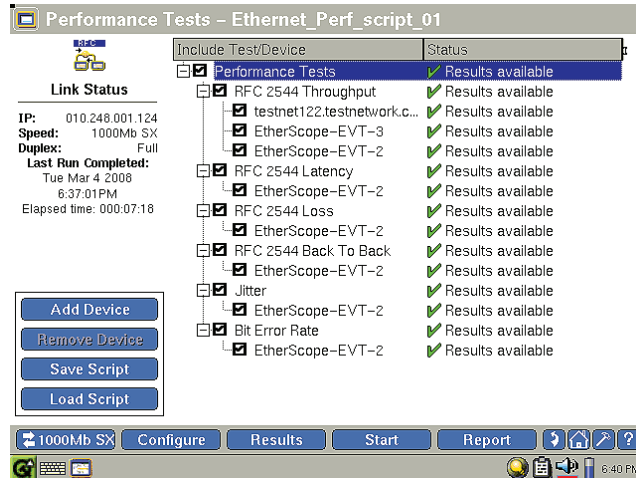 Performance Tests – Ethernet_Perf_script_01
RFC
Link Status
IP: 010.248.001.124
Speed: 1000Mb SX
Duplex: Full
Last Run Completed:
Tue Mar 4 2008
6:37:01PM
Elapsed time: 000:07:18
Add Device
Remove Device
Save Script
Load Script
Include Test/Device Status
Performance Tests Results available
RFC 2544 Throughput Results available
testnet122.testnetwork.c... Results available
EtherScope-EVT-3 Results available
EtherScope-EVT-2 Results available
RFC 2544 Latency Results available
EtherScope-EVT-2 Results available
RFC 2544 Loss Results available
EtherScope-EVT-2 Results available
RFC 2544 Back To Back Results available
EtherScope-EVT-2 Results available
Jitter Results available
EtherScope-EVT-2 Results available
Bit Error Rate Results available
EtherScope-EVT-2 Results available
1000Mb SX Configure Results Start Report ?
6:40 PM